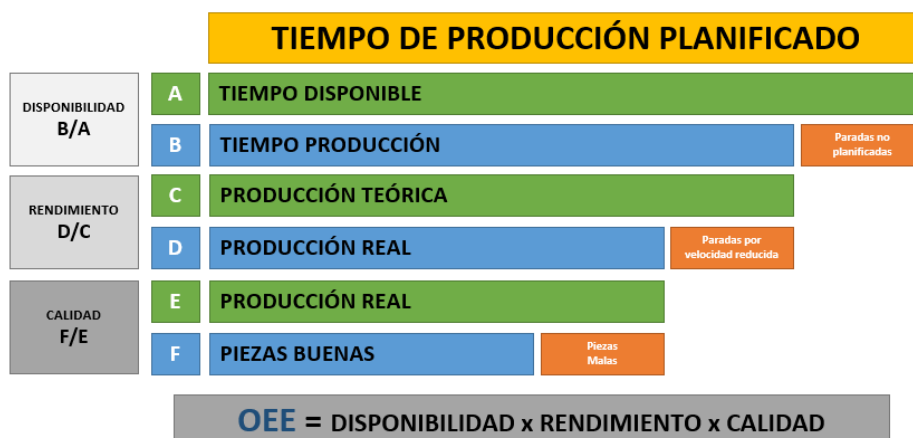 TIEMPO DE PRODUCCIÓN PLANIFICADO
DISPONIBILIDAD
B/A
A
TIEMPO DISPONIBLE
B
TIEMPO PRODUCCIÓN
Paradas no
planificadas
RENDIMIENTO
D/C
C
PRODUCCIÓN TEÓRICA
D
PRODUCCIÓN REAL
Paradas por
velocidad reducida
CALIDAD
F/E
E
PRODUCCIÓN REAL
F
PIEZAS BUENAS
Piezas
Malas
OEE = DISPONIBILIDAD x RENDIMIENTO x CALIDAD